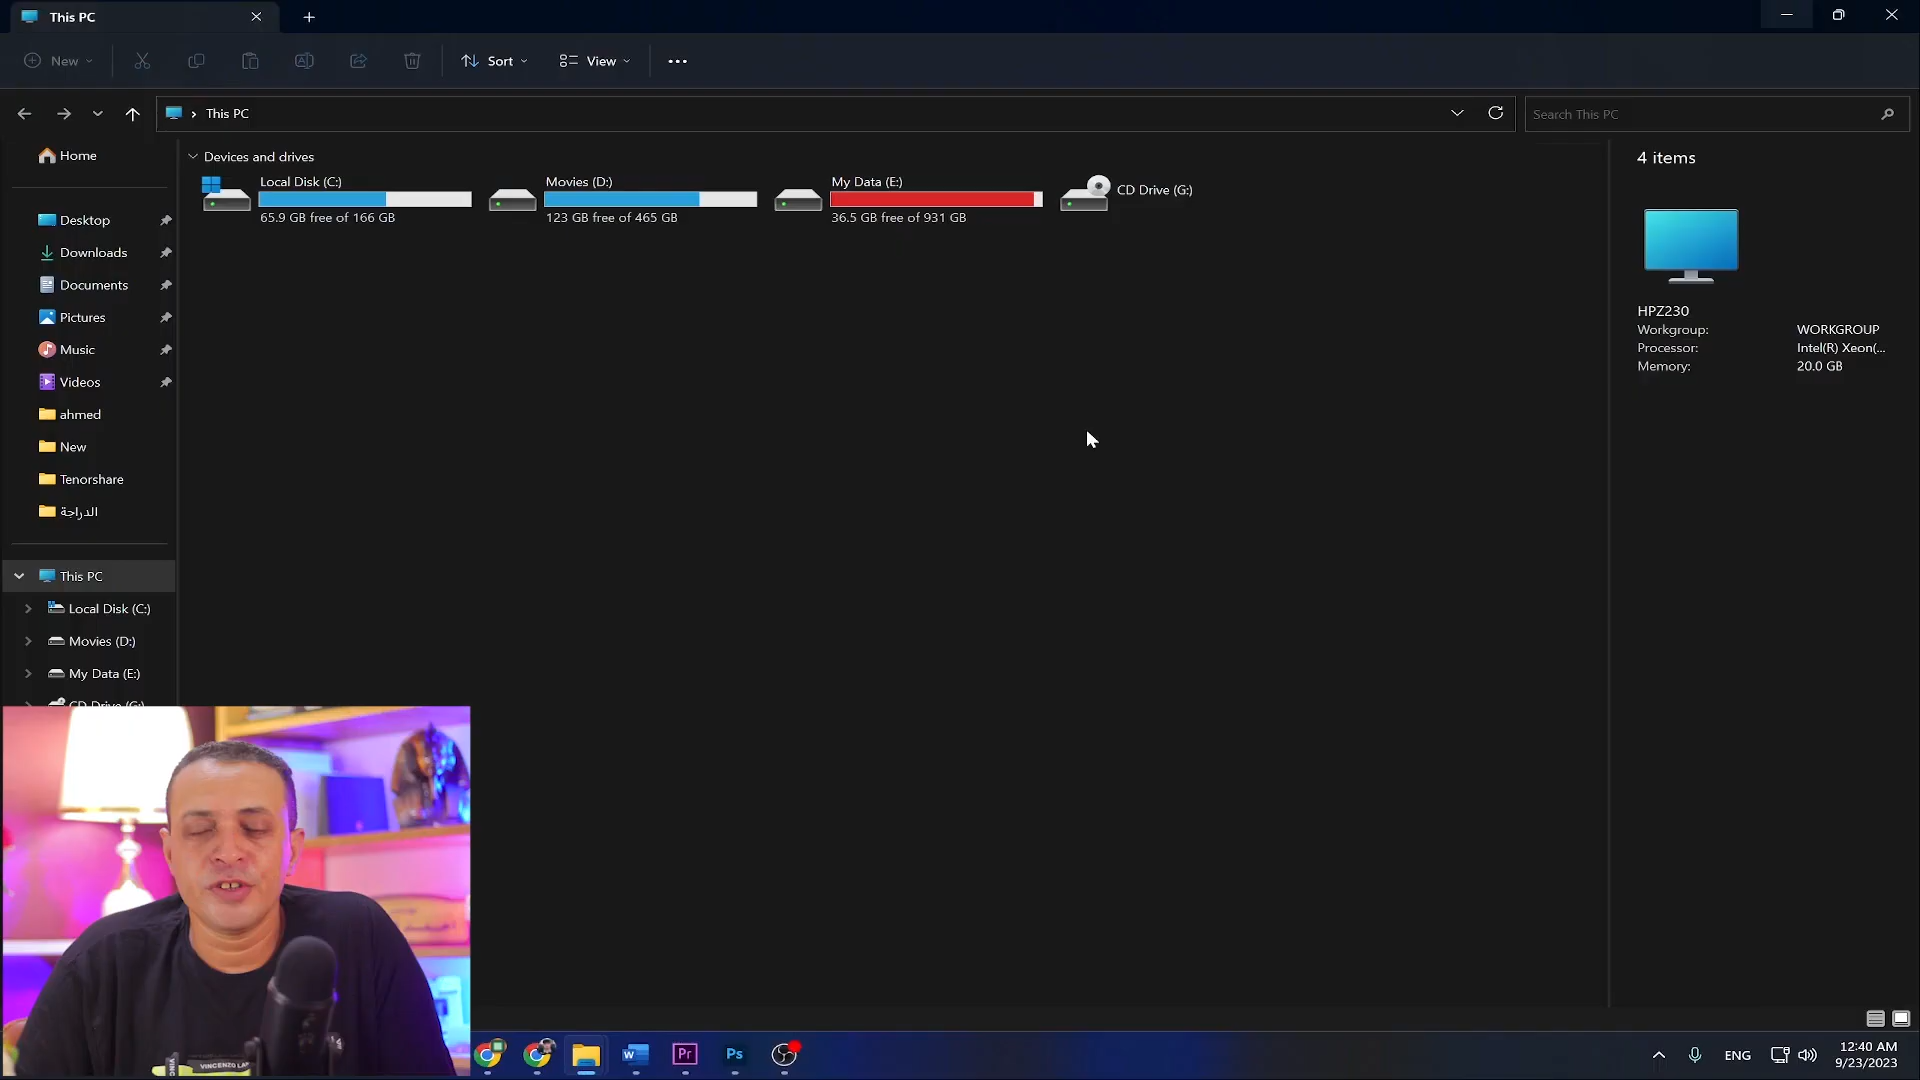 This PC
New
Sort
View
This PC
Search This PC
Home
Desktop
Downloads
Documents
Pictures
Music
Videos
ahmed
New
Tenorshare
الدراجة
This PC
Local Disk (C:)
Movies (D:)
My Data (E:)
CD Drive (G:)
Devices and drives
Local Disk (C:)
65.9 GB free of 166 GB
Movies (D:)
123 GB free of 465 GB
My Data (E:)
36.5 GB free of 931 GB
CD Drive (G:)
4 items
HPZ230
Workgroup: WORKGROUP
Processor: Intel(R) Xeon(...
Memory: 20.0 GB
W
Pr
Ps
ENG
12:40 AM
9/23/2023